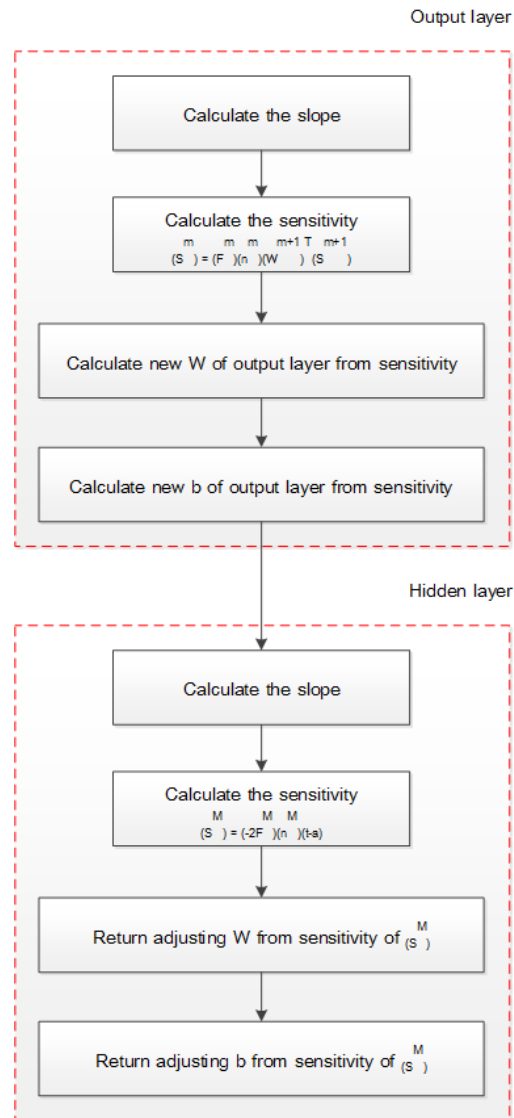 Output layer
Calculate the slope
Calculate the sensitivity
m m m m+1 T m+1
(S ) = (F )(n )(W ) (S )
Calculate new W of output layer from sensitivity
Calculate new b of output layer from sensitivity
Hidden layer
Calculate the slope
Calculate the sensitivity
M M M
(S ) = (-2F )(n )(t-a)
M
Return adjusting W from sensitivity of (S )
M
Return adjusting b from sensitivity of (S )